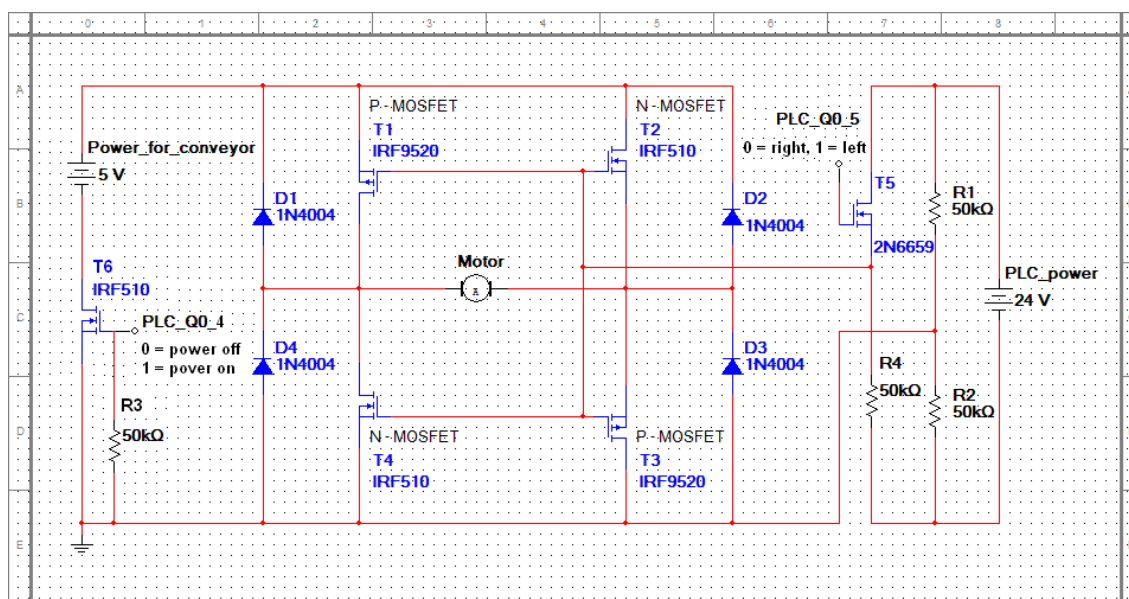 0 1 2 3 4 5 6 7 8
A
B
C
D
E
P - MOSFET
T1
IRF9520
N - MOSFET
T2
IRF510
PLC_Q0_5
0 = right, 1 = left
Power_for_conveyor
5 V
D1
1N4004
D2
1N4004
T5
2N6659
R1
50kΩ
T6
IRF510
Motor
A
PLC_power
24 V
PLC_Q0_4
0 = power off
1 = pover on
D4
1N4004
D3
1N4004
R4
50kΩ
R2
50kΩ
R3
50kΩ
N - MOSFET
T4
IRF510
P - MOSFET
T3
IRF9520